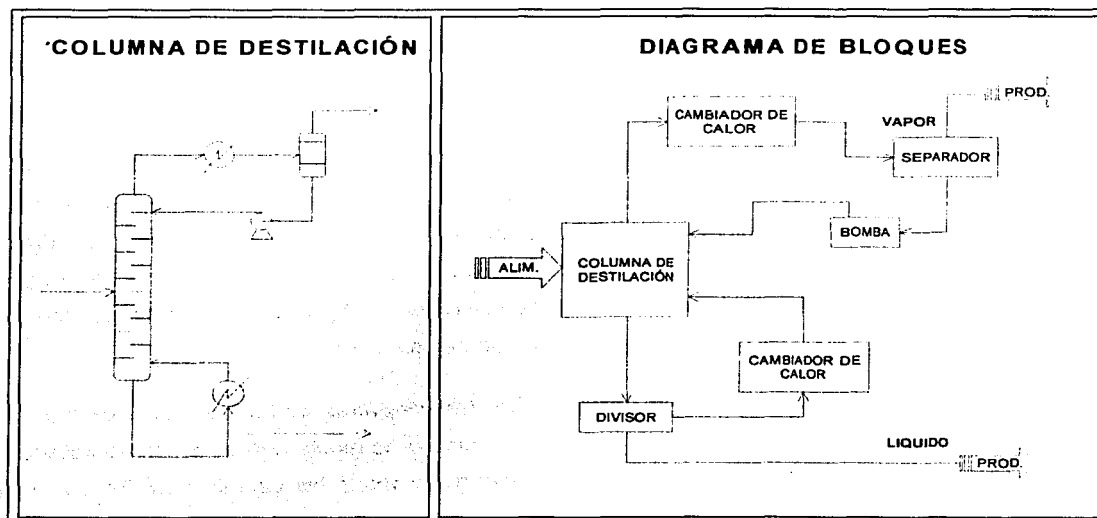 COLUMNA DE DESTILACIÓN
DIAGRAMA DE BLOQUES
PROD.
CAMBIADOR DE
CALOR
VAPOR
SEPARADOR
BOMBA
ALIM.
COLUMNA DE
DESTILACIÓN
CAMBIADOR DE
CALOR
DIVISOR
LIQUIDO
PROD.